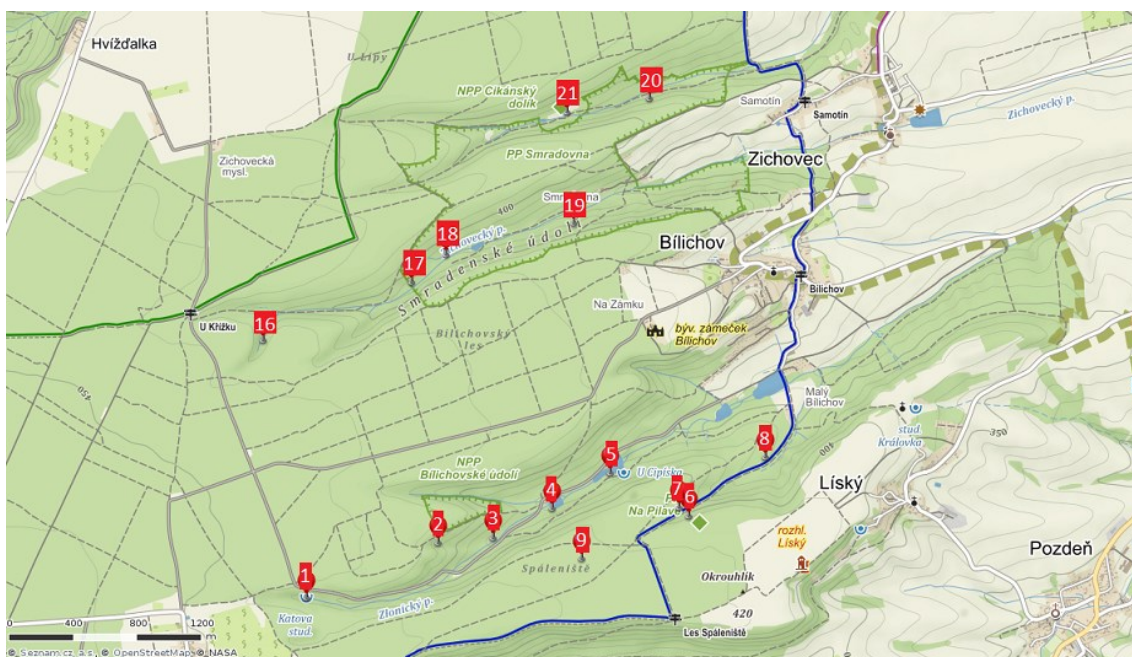 Hvížďalka
U Lípy
NPP Cikánský
dolík
21
20
Samotín
Samotín
Zichovecký p.
Zichovec
PP Smradovna
Zichovecká
mysl.
400
19
18
17
Smradenské údolí
Bílichov
Bílichov
Na Zámku
U Křížku
16
Bílichovský
les
býv. zámeček
Bílichov
450
Malý
Bílichov
400
350
stud.
Královka
8
NPP
Bílichovské údolí
5
U Cipíska
4
7
6
Na Pilavě
Líský
2
3
9
Spáleniště
rozhl.
Líský
Pozdeň
1
Okrouhlík
420
Katova
stud.
Zlonický p.
Les Spáleniště
0 400 800 1200
m
© Seznam.cz, a.s., © OpenStreetMap, © NASA